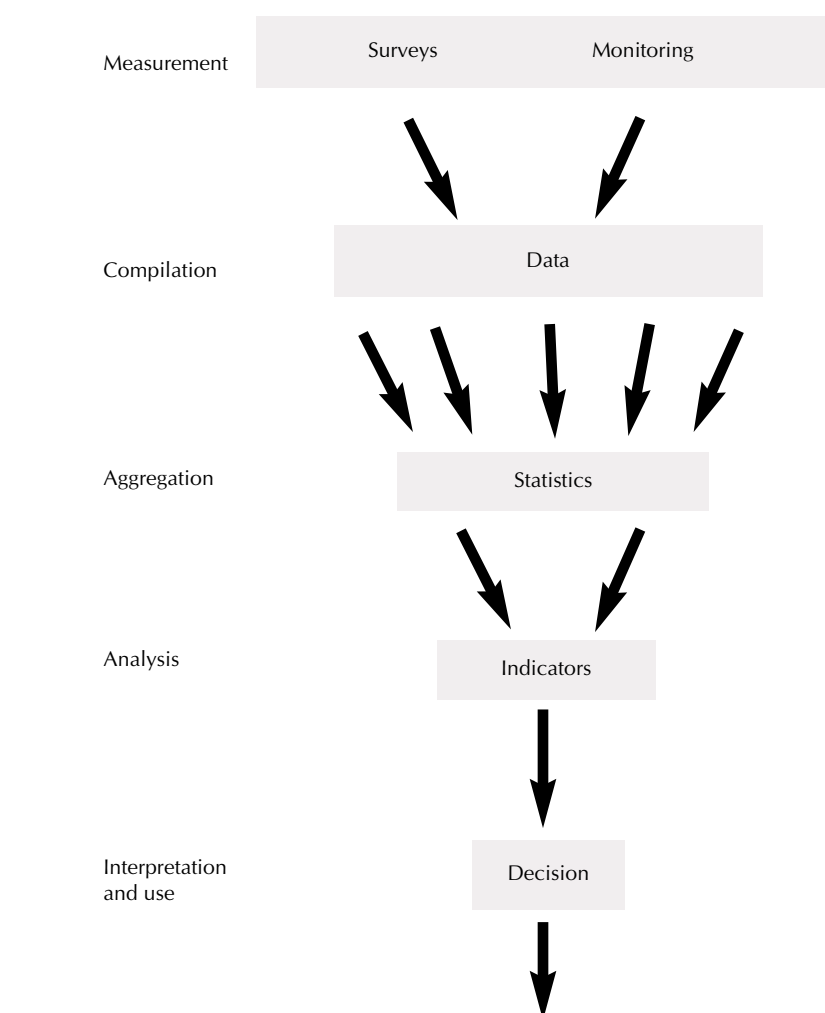 Measurement
Surveys
Monitoring
Compilation
Data
Aggregation
Statistics
Analysis
Indicators
Interpretation
and use
Decision